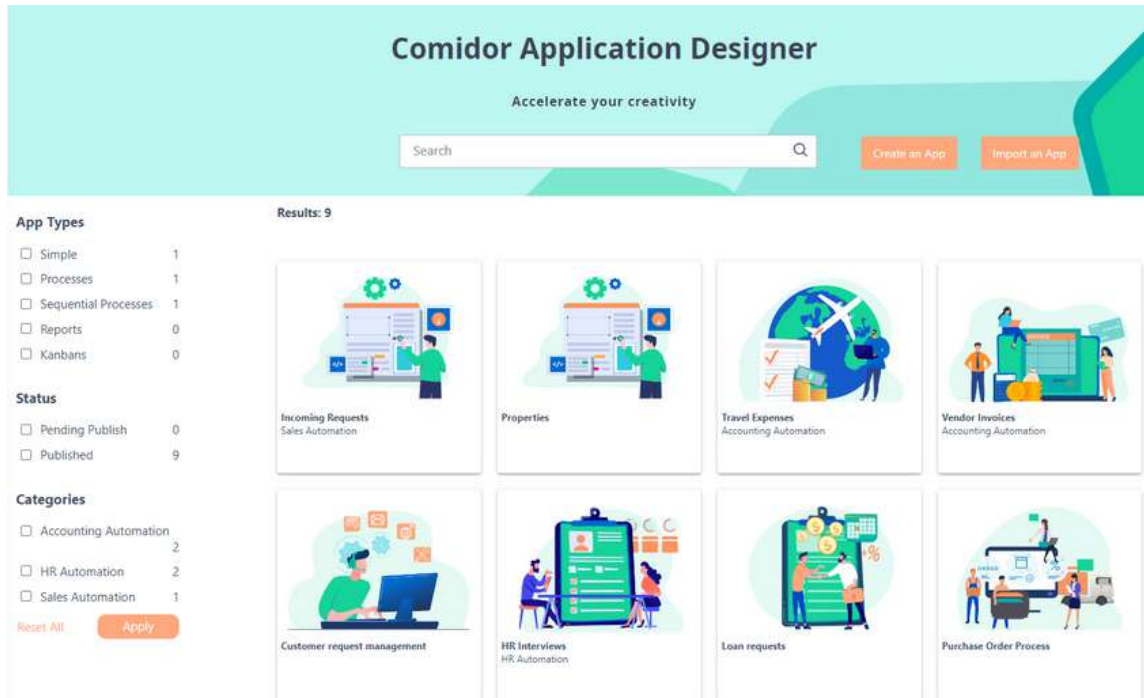 Comidor Application Designer
Accelerate your creativity
Search
Create an App
Import an App
App Types
Simple 1
Processes 1
Sequential Processes 1
Reports 0
Kanbans 0
Status
Pending Publish 0
Published 9
Categories
Accounting Automation
2
HR Automation 2
Sales Automation 1
Reset All
Apply
Results: 9
Incoming Requests
Sales Automation
Properties
Travel Expenses
Accounting Automation
Vendor Invoices
Accounting Automation
Customer request management
HR Interviews
HR Automation
Loan requests
Purchase Order Process